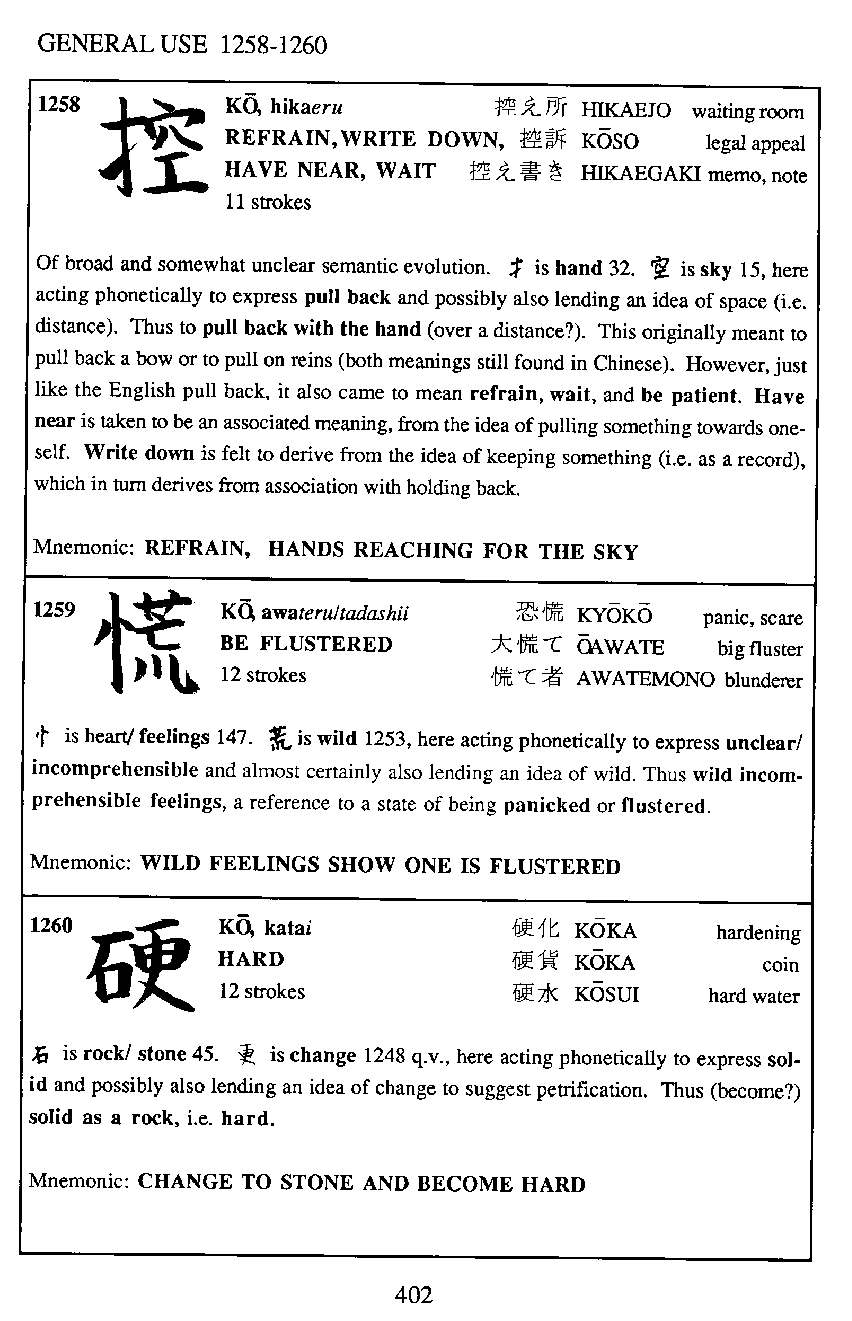 GENERAL USE 1258-1260
1258 控 KŌ, hikaeru 控え所 HIKAEJO waiting room
REFRAIN, WRITE DOWN, 控訴 KŌSO legal appeal
HAVE NEAR, WAIT 控え書き HIKAEGAKI memo, note
11 strokes
Of broad and somewhat unclear semantic evolution. 扌 is hand 32. 空 is sky 15, here
acting phonetically to express pull back and possibly also lending an idea of space (i.e.
distance). Thus to pull back with the hand (over a distance?). This originally meant to
pull back a bow or to pull on reins (both meanings still found in Chinese). However, just
like the English pull back, it also came to mean refrain, wait, and be patient. Have
near is taken to be an associated meaning, from the idea of pulling something towards one-
self. Write down is felt to derive from the idea of keeping something (i.e. as a record),
which in turn derives from association with holding back.
Mnemonic: REFRAIN, HANDS REACHING FOR THE SKY
1259 慌 KŌ, awateru/tadashii 恐慌 KYŌKŌ panic, scare
BE FLUSTERED 大慌て ŌAWATE big fluster
12 strokes 慌て者 AWATEMONO blunderer
忄 is heart/ feelings 147. 荒 is wild 1253, here acting phonetically to express unclear/
incomprehensible and almost certainly also lending an idea of wild. Thus wild incom-
prehensible feelings, a reference to a state of being panicked or flustered.
Mnemonic: WILD FEELINGS SHOW ONE IS FLUSTERED
1260 硬 KŌ, katai 硬化 KŌKA hardening
HARD 硬貨 KŌKA coin
12 strokes 硬水 KŌSUI hard water
石 is rock/ stone 45. 更 is change 1248 q.v., here acting phonetically to express sol-
id and possibly also lending an idea of change to suggest petrification. Thus (become?)
solid as a rock, i.e. hard.
Mnemonic: CHANGE TO STONE AND BECOME HARD
402